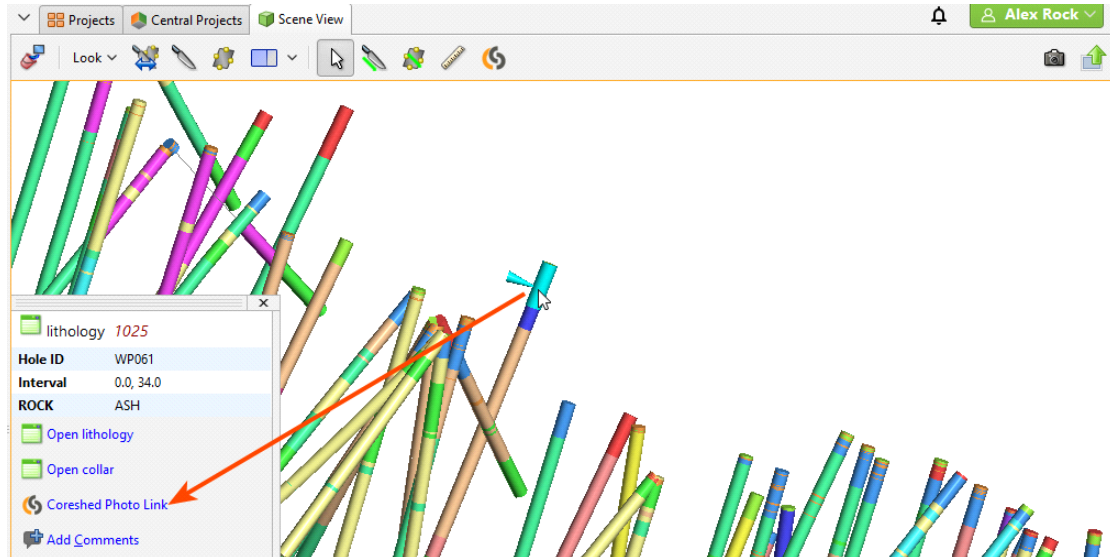 Projects Central Projects Scene View Alex Rock
Look
lithology 1025
Hole ID WP061
Interval 0.0, 34.0
ROCK ASH
Open lithology
Open collar
Coreshed Photo Link
Add Comments